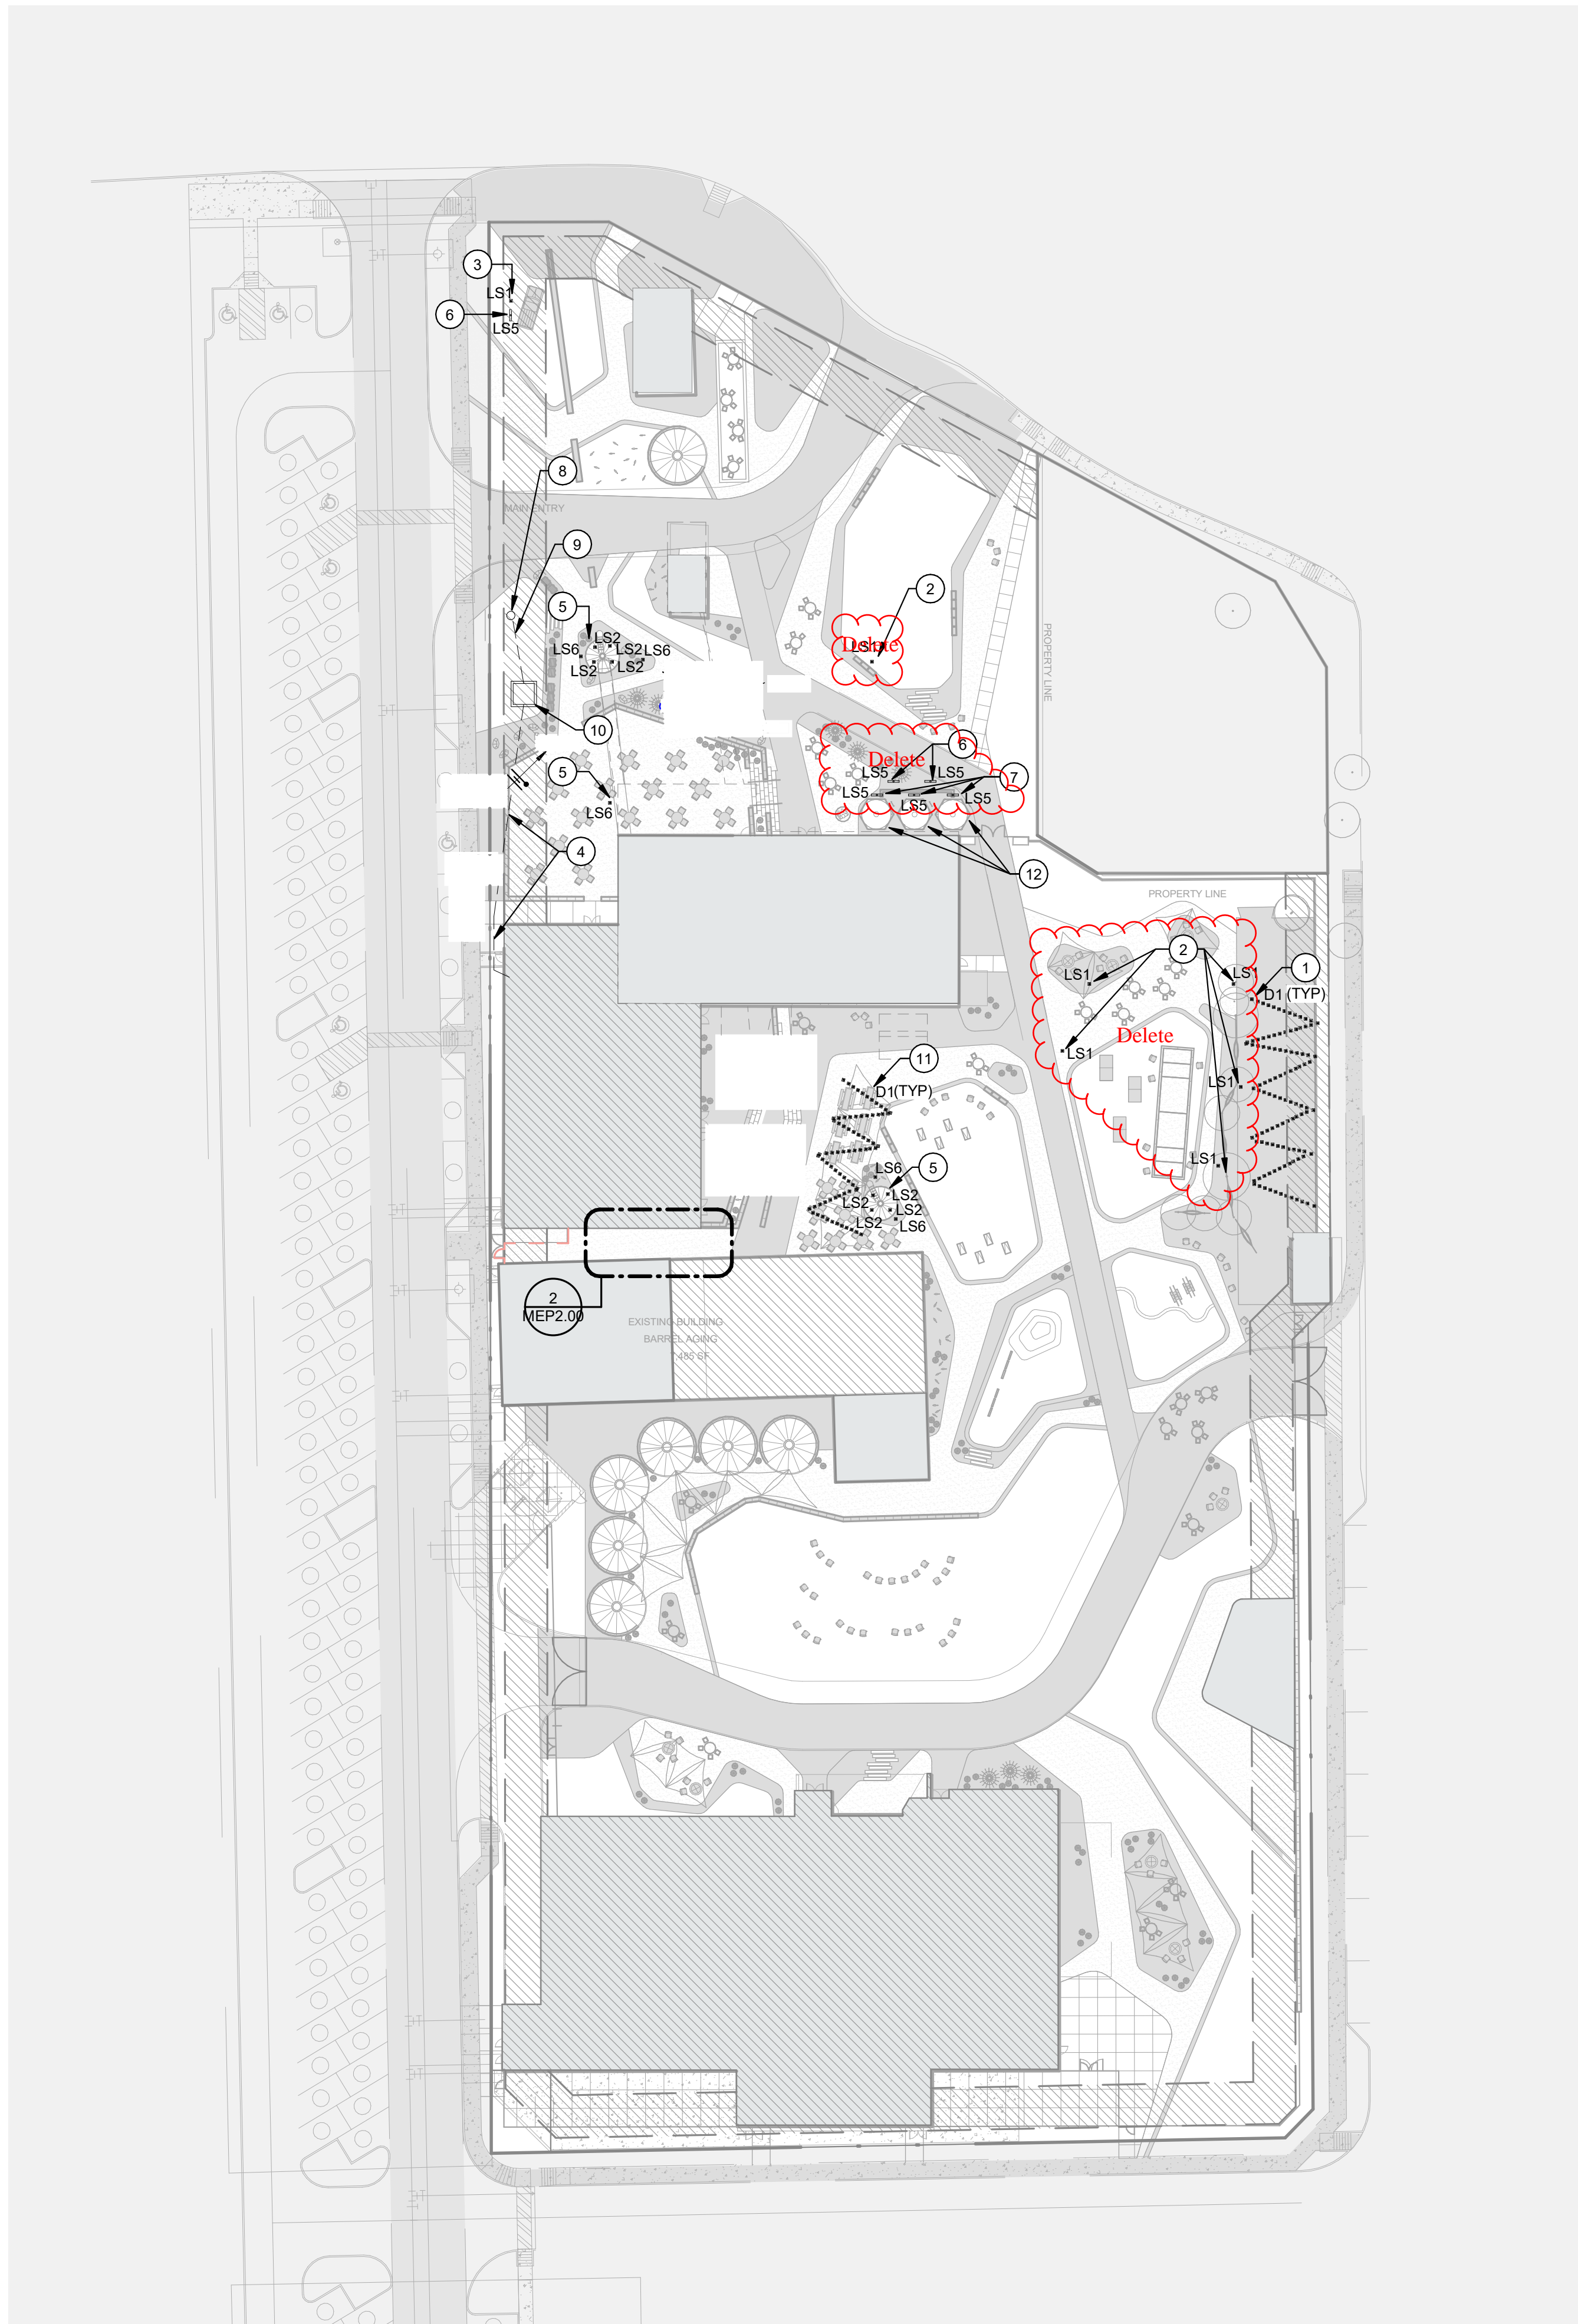 3
LS1
6
LS5
8
MAIN ENTRY
9
5
LS2
LS6
LS2
LS6
LS2
LS2
10
5
LS6
4
2
Delete
PROPERTY LINE
6
Delete
LS5
LS5
7
LS5
LS5
LS5
12
PROPERTY LINE
2
LS1
LS1
1
D1 (TYP)
Delete
LS1
LS1
LS1
11
D1(TYP)
5
LS6
LS2
LS2
LS2
LS2
LS6
2
MEP2.00
EXISTING BUILDING
BARREL AGING
485 SF